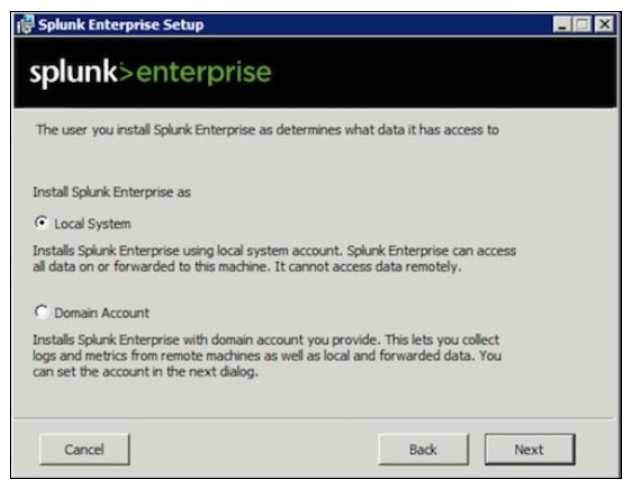 Splunk Enterprise Setup
splunk>enterprise
The user you install Splunk Enterprise as determines what data it has access to
Install Splunk Enterprise as
Local System
Installs Splunk Enterprise using local system account. Splunk Enterprise can access
all data on or forwarded to this machine. It cannot access data remotely.
Domain Account
Installs Splunk Enterprise with domain account you provide. This lets you collect
logs and metrics from remote machines as well as local and forwarded data. You
can set the account in the next dialog.
Cancel
Back
Next